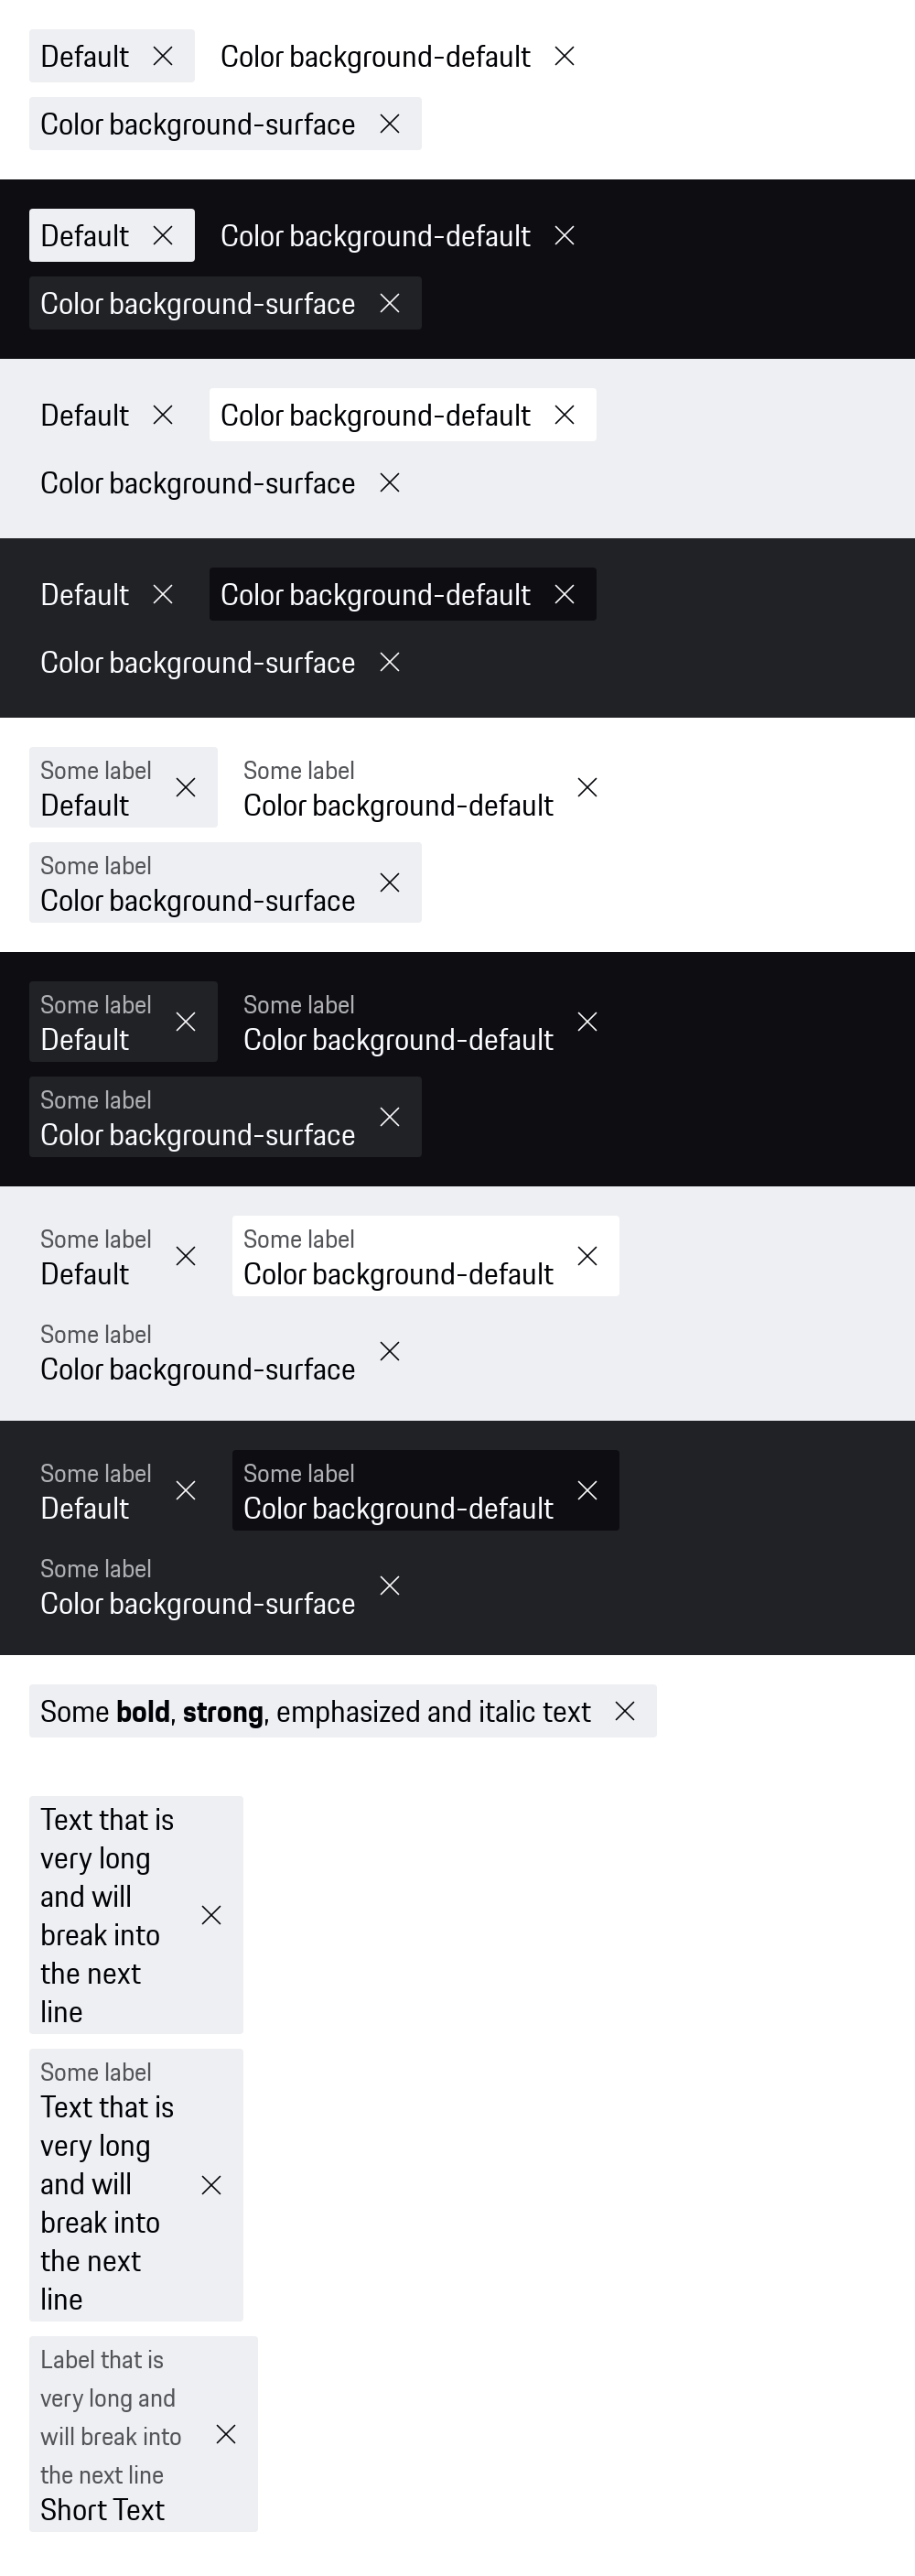 Default Color background-default
Color background-surface
Default Color background-default
Color background-surface
Default Color background-default
Color background-surface
Default Color background-default
Color background-surface
Some label Some label
Default Color background-default
Some label
Color background-surface
Some label Some label
Default Color background-default
Some label
Color background-surface
Some label Some label
Default Color background-default
Some label
Color background-surface
Some label Some label
Default Color background-default
Some label
Color background-surface
Some bold, strong, emphasized and italic text
Text that is
very long
and will
break into
the next
line
Some label
Text that is
very long
and will
break into
the next
line
Label that is
very long and
will break into
the next line
Short Text